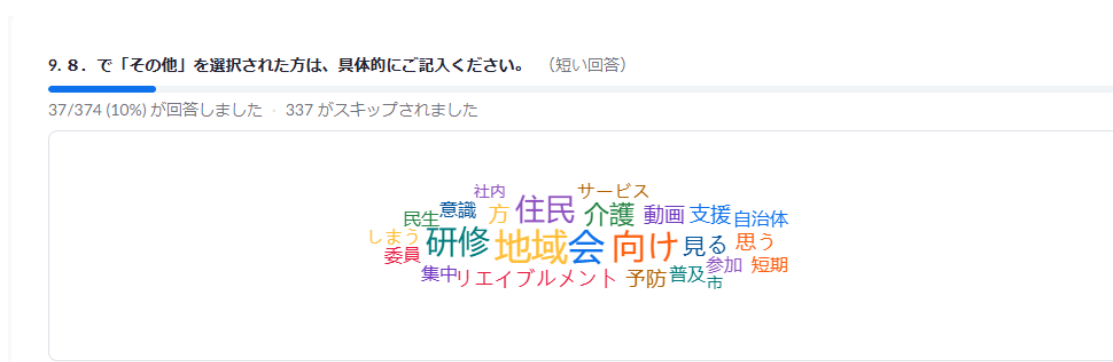 9. 8．で「その他」を選択された方は、具体的にご記入ください。 （短い回答）
37/374 (10%) が回答しました · 337 がスキップされました
社内 サービス
民生 意識 方 住民 介護 動画 支援 自治体
しまう 委員 研修 地域 会 向け 見る 思う
集中 リエイブルメント 予防 普及 参加 市 短期